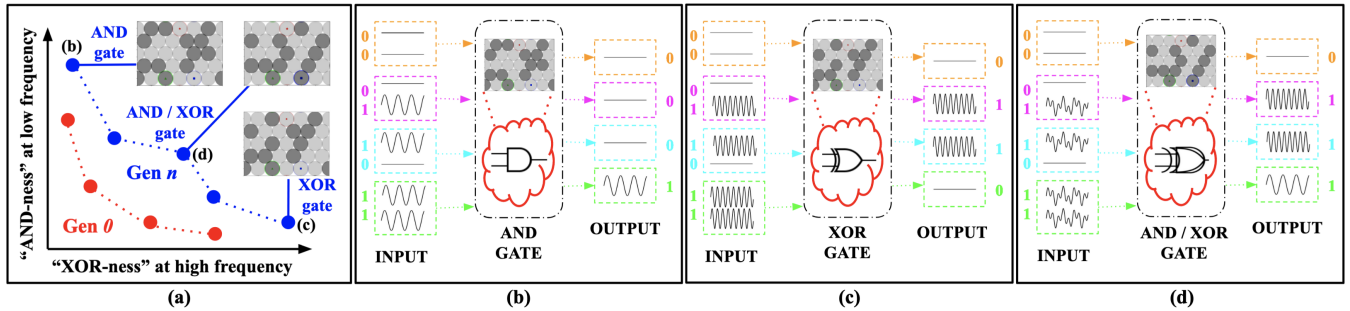 “AND-ness” at low frequency
(b)
AND
gate
AND / XOR
gate
(d)
Gen n
Gen 0
XOR
gate
(c)
“XOR-ness” at high frequency
(a)
0
0
0
0
1
0
1
0
0
1
1
1
INPUT
AND
GATE
OUTPUT
(b)
0
0
0
0
1
1
1
0
1
1
1
0
INPUT
XOR
GATE
OUTPUT
(c)
0
0
0
0
1
1
1
0
1
1
1
1
INPUT
AND / XOR
GATE
OUTPUT
(d)